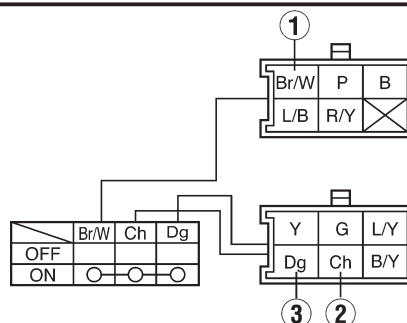 1
Br/W P B
L/B R/Y
Br/W Ch Dg
OFF
ON
Y G L/Y
Dg Ch B/Y
3 2